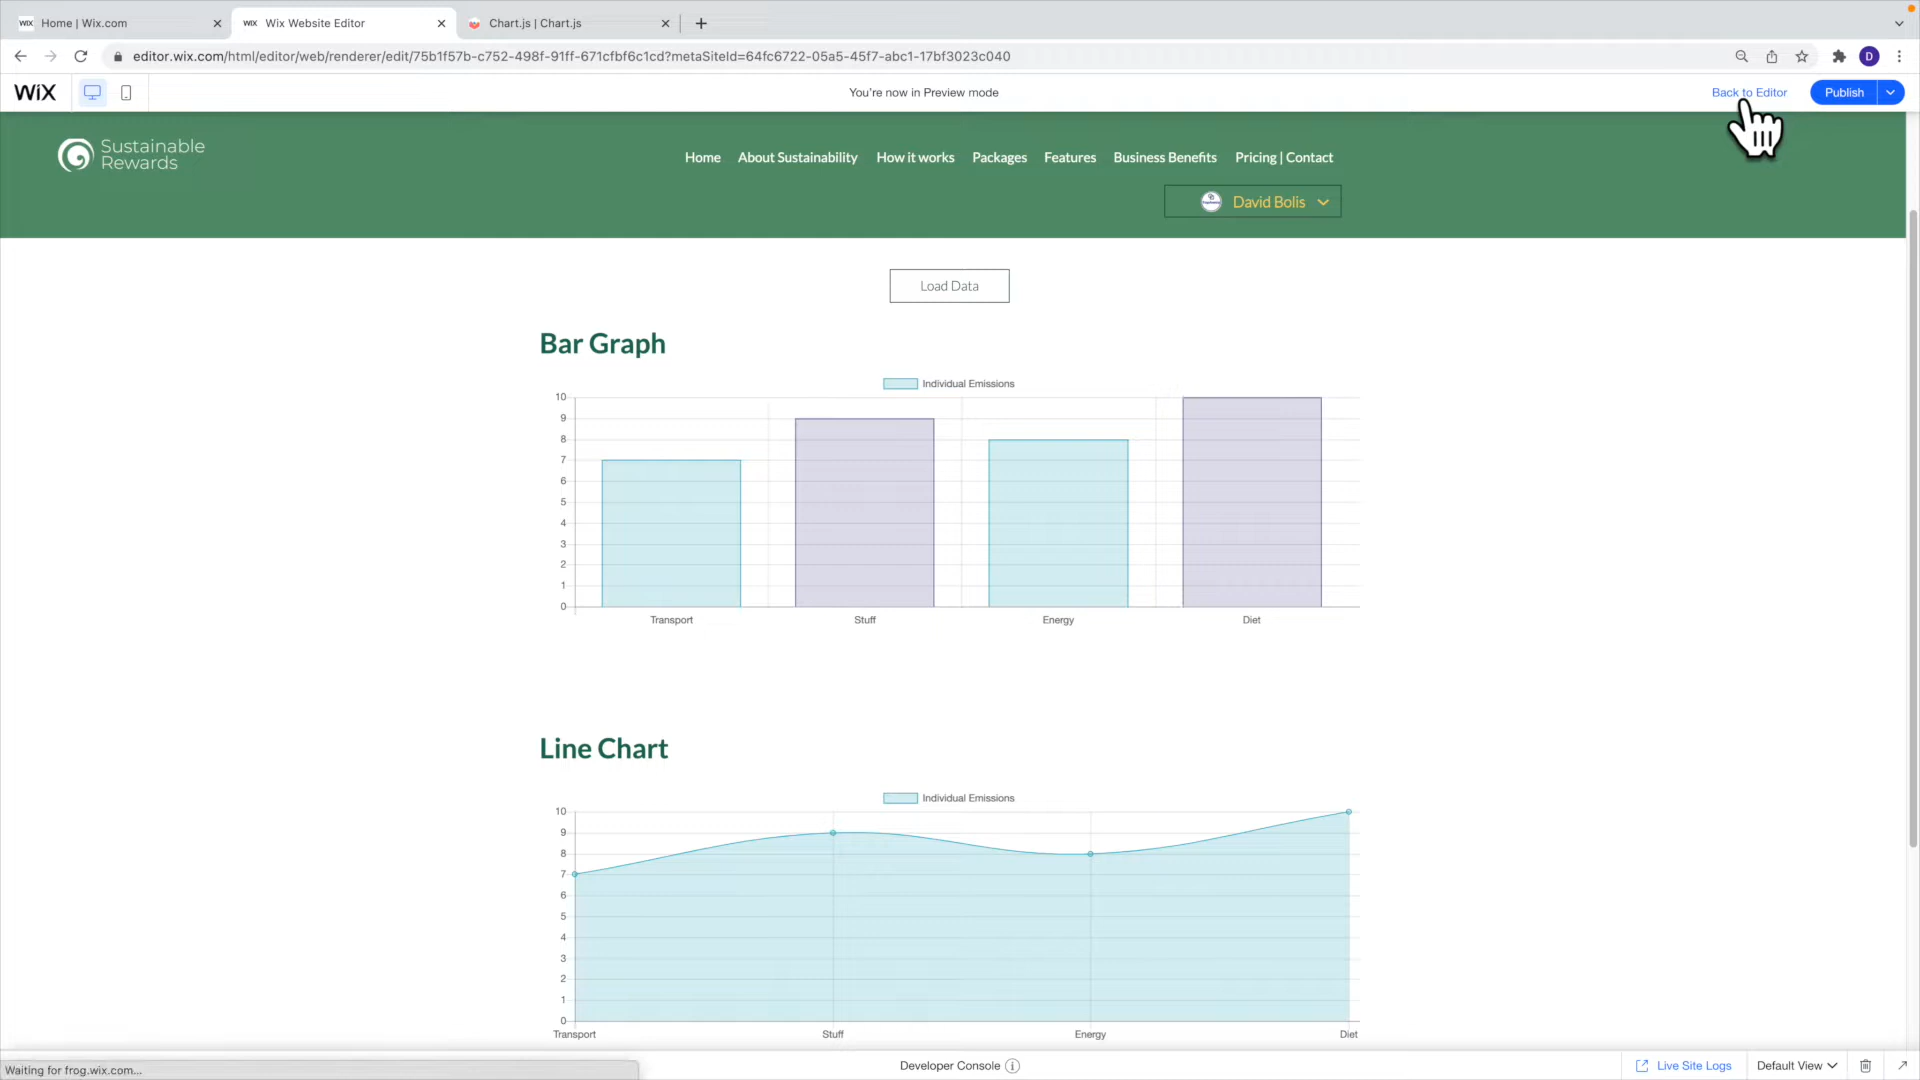 Home | Wix.com
WiX Wix Website Editor
Chart.js | Chart.js
editor.wix.com/html/editor/web/renderer/edit/75b1f57b-c752-498f-91ff-671cfbf6c1cd?metaSiteId=64fc6722-05a5-45f7-abc1-17bf3023c040
D
WiX
You're now in Preview mode
Back to Editor
Publish
Sustainable
Rewards
Home About Sustainability How it works Packages Features Business Benefits Pricing | Contact
David Bolis
Load Data
Bar Graph
Individual Emissions
10
9
8
7
6
5
4
3
2
1
0
Transport Stuff Energy Diet
Line Chart
Individual Emissions
10
9
8
7
6
5
4
3
2
1
0
Transport Stuff Energy Diet
Waiting for frog.wix.com...
Developer Console
Live Site Logs
Default View